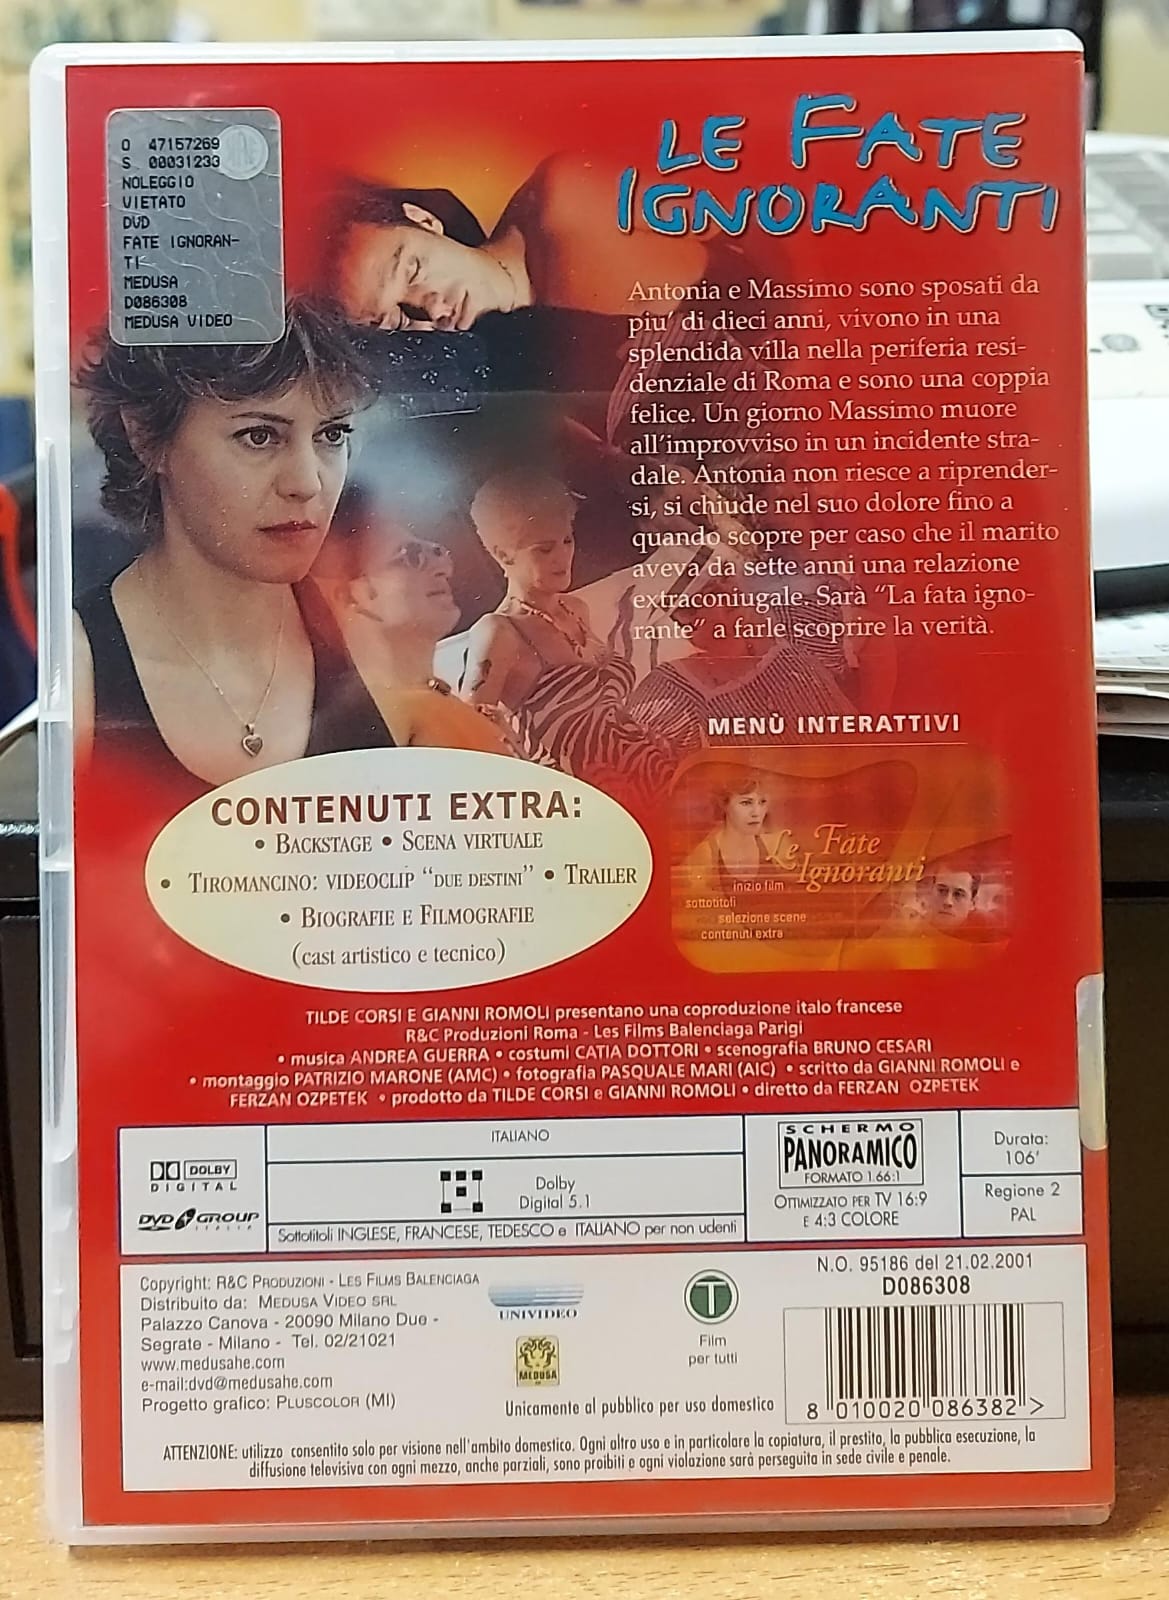 O 47157269
S 00031233
NOLEGGIO
VIETATO
DVD
FATE IGNORAN-
TI
MEDUSA
D086308
MEDUSA VIDEO
LE FATE
IGNORANTI
Antonia e Massimo sono sposati da
piu' di dieci anni, vivono in una
splendida villa nella periferia resi-
denziale di Roma e sono una coppia
felice. Un giorno Massimo muore
all'improvviso in un incidente stra-
dale. Antonia non riesce a riprender-
si, si chiude nel suo dolore fino a
quando scopre per caso che il marito
aveva da sette anni una relazione
extraconiugale. Sarà "La fata igno-
rante" a farle scoprire la verità.
MENÙ INTERATTIVI
Le Fate
Ignoranti
inizio film
sottotitoli
selezione scene
contenuti extra
CONTENUTI EXTRA:
• BACKSTAGE • SCENA VIRTUALE
• TIROMANCINO: VIDEOCLIP "DUE DESTINI" • TRAILER
• BIOGRAFIE E FILMOGRAFIE
(cast artistico e tecnico)
TILDE CORSI E GIANNI ROMOLI presentano una coproduzione italo francese
R&C Produzioni Roma - Les Films Balenciaga Parigi
• musica ANDREA GUERRA • costumi CATIA DOTTORI • scenografia BRUNO CESARI
• montaggio PATRIZIO MARONE (AMC) • fotografia PASQUALE MARI (AIC) • scritto da GIANNI ROMOLI e
FERZAN OZPETEK • prodotto da TILDE CORSI e GIANNI ROMOLI • diretto da FERZAN OZPETEK
DOLBY
DIGITAL
DVD GROUP
ITALIA
ITALIANO
Dolby
Digital 5.1
Sottotitoli INGLESE, FRANCESE, TEDESCO e ITALIANO per non udenti
SCHERMO
PANORAMICO
FORMATO 1.66:1
OTTIMIZZATO PER TV 16:9
E 4:3 COLORE
Durata:
106'
Regione 2
PAL
Copyright: R&C PRODUZIONI - LES FILMS BALENCIAGA
Distribuito da: MEDUSA VIDEO SRL
Palazzo Canova - 20090 Milano Due -
Segrate - Milano - Tel. 02/21021
www.medusahe.com
e-mail:dvd@medusahe.com
Progetto grafico: PLUSCOLOR (MI)
UNIVIDEO
MEDUSA
T
Film
per tutti
Unicamente al pubblico per uso domestico
N.O. 95186 del 21.02.2001
D086308
8 010020 086382 >
ATTENZIONE: utilizzo consentito solo per visione nell'ambito domestico. Ogni altro uso e in particolare la copiatura, il prestito, la pubblica esecuzione, la
diffusione televisiva con ogni mezzo, anche parziali, sono proibiti e ogni violazione sarà perseguita in sede civile e penale.